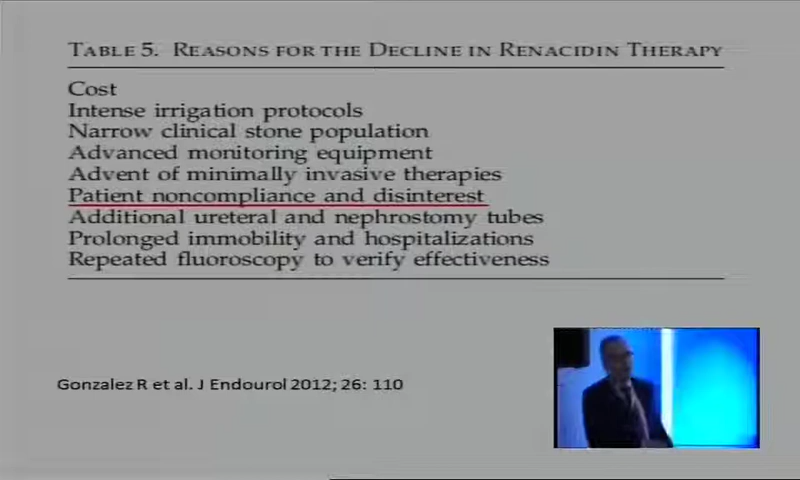 TABLE 5. REASONS FOR THE DECLINE IN RENACIDIN THERAPY
Cost
Intense irrigation protocols
Narrow clinical stone population
Advanced monitoring equipment
Advent of minimally invasive therapies
Patient noncompliance and disinterest
Additional ureteral and nephrostomy tubes
Prolonged immobility and hospitalizations
Repeated fluoroscopy to verify effectiveness
Gonzalez R et al. J Endourol 2012; 26: 110